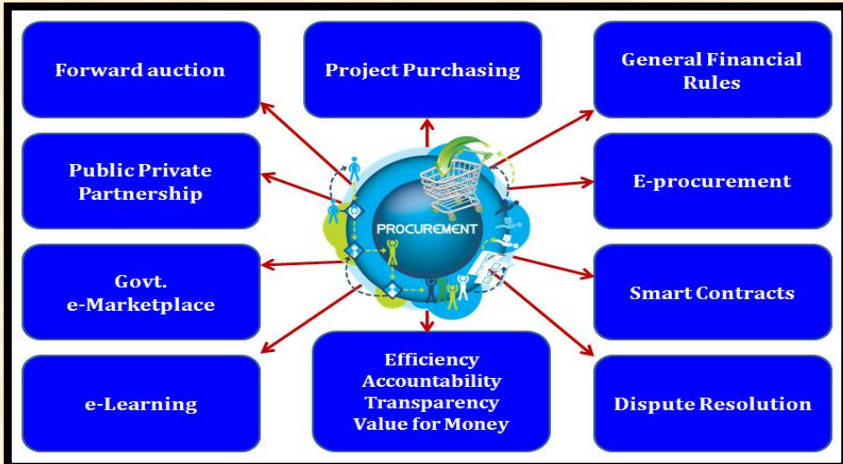 Forward auction
Project Purchasing
General Financial
Rules
Public Private
Partnership
E-procurement
PROCUREMENT
Govt.
e-Marketplace
Smart Contracts
e-Learning
Efficiency
Accountability
Transparency
Value for Money
Dispute Resolution